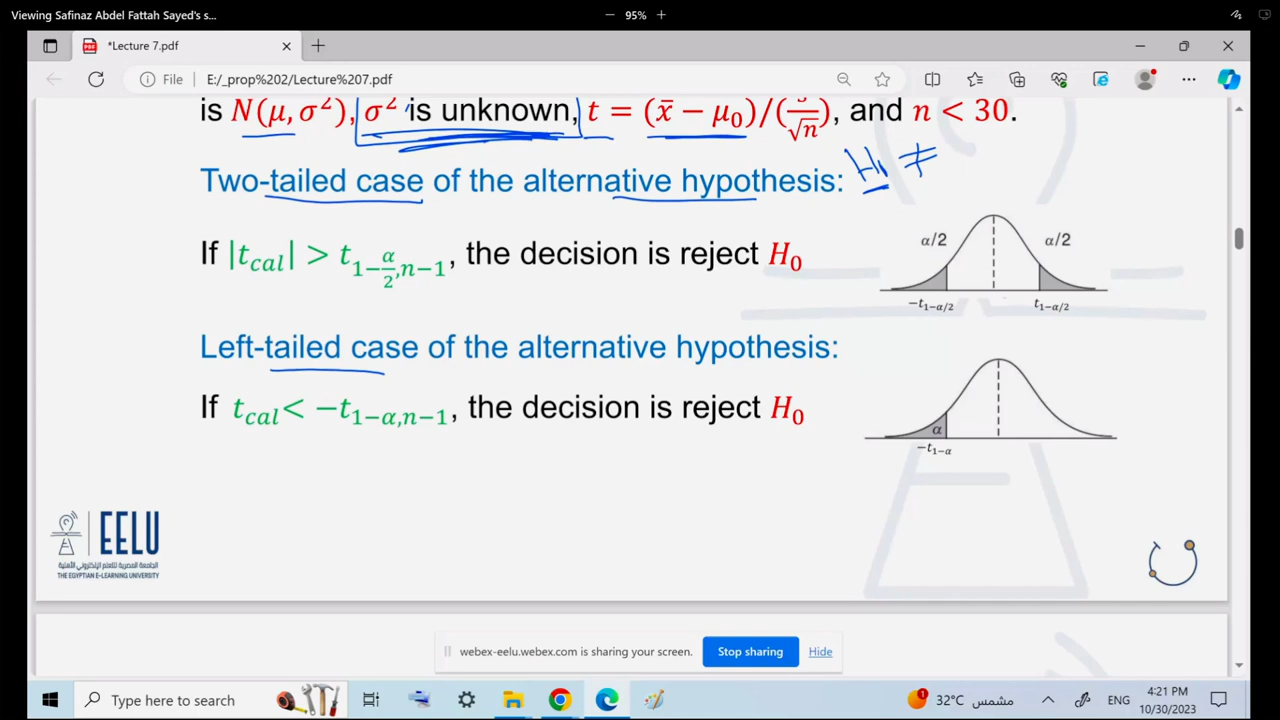 Viewing Safinaz Abdel Fattah Sayed's s...
95%
*Lecture 7.pdf
File
E:/_prop%202/Lecture%207.pdf
is N(μ, σ²), σ² is unknown, t = (x̄ − μ₀)/(s/√n), and n < 30.
Two-tailed case of the alternative hypothesis: H₁ ≠
α/2 α/2
If |t_cal| > t_{1−α/2,n−1}, the decision is reject H₀
−t_{1−α/2} t_{1−α/2}
Left-tailed case of the alternative hypothesis:
If t_cal < −t_{1−α,n−1}, the decision is reject H₀
α
−t_{1−α}
EELU
الجامعة المصرية للتعلم الإلكتروني الأهلية
THE EGYPTIAN E-LEARNING UNIVERSITY
webex-eelu.webex.com is sharing your screen.
Stop sharing
Hide
Type here to search
1
32°C مشمس
ENG
4:21 PM
10/30/2023